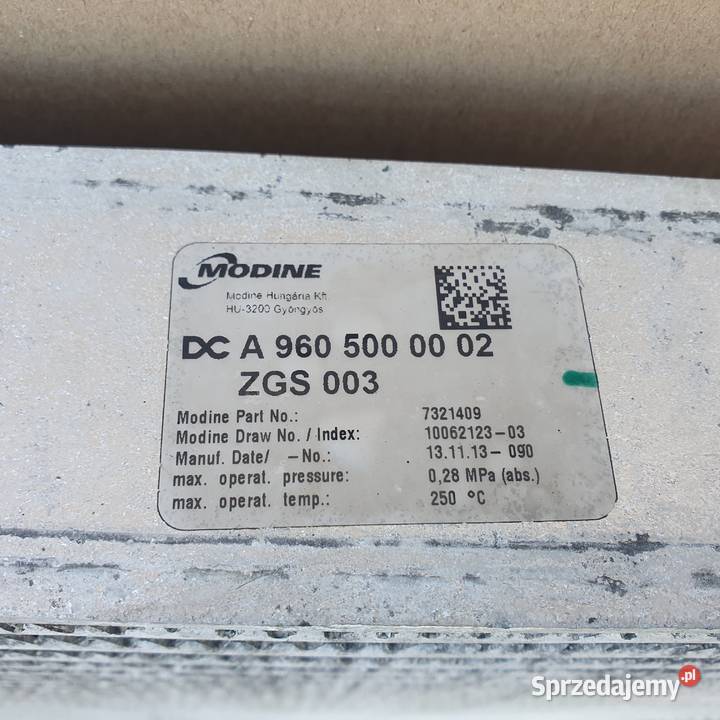 MODINE
Modine Hungária Kft.
HU-3200 Gyöngyös
DC A 960 500 00 02
ZGS 003
Modine Part No.: 7321409
Modine Draw No. / Index: 10062123-03
Manuf. Date/ -No.: 13.11.13- 090
max. operat. pressure: 0,28 MPa (abs.)
max. operat. temp.: 250 °C
Sprzedajemy.pl